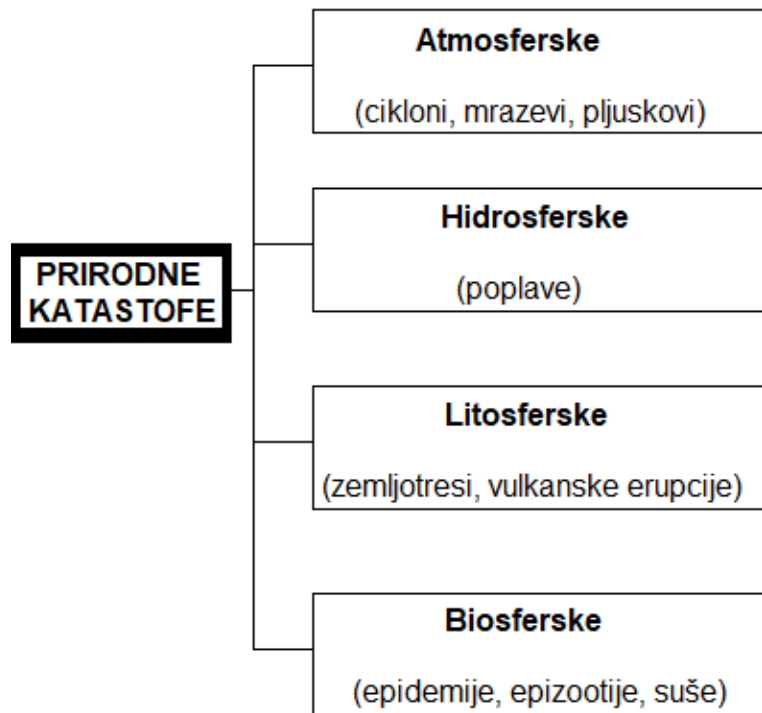 PRIRODNE
KATASTOFE
Atmosferske
(cikloni, mrazevi, pljuskovi)
Hidrosferske
(poplave)
Litosferske
(zemljotresi, vulkanske erupcije)
Biosferske
(epidemije, epizootije, suše)